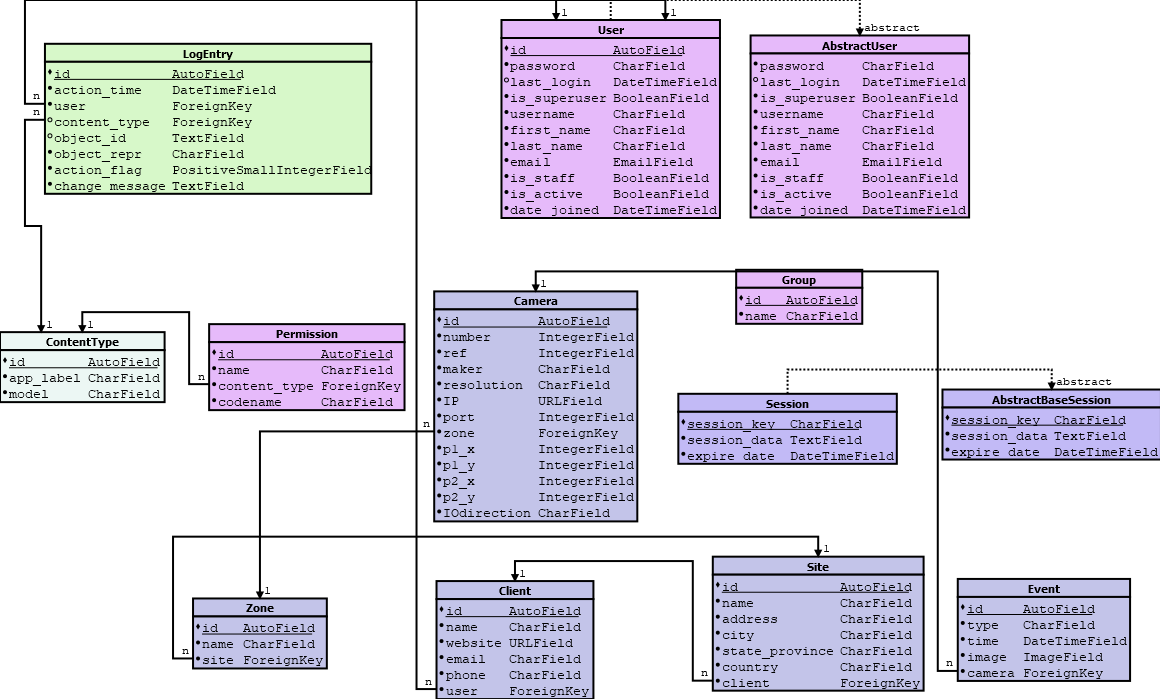 1
1
abstract
User
id AutoField
password CharField
last_login DateTimeField
is_superuser BooleanField
username CharField
first_name CharField
last_name CharField
email EmailField
is_staff BooleanField
is_active BooleanField
date_joined DateTimeField
AbstractUser
password CharField
last_login DateTimeField
is_superuser BooleanField
username CharField
first_name CharField
last_name CharField
email EmailField
is_staff BooleanField
is_active BooleanField
date_joined DateTimeField
LogEntry
id AutoField
action_time DateTimeField
user ForeignKey
content_type ForeignKey
object_id TextField
object_repr CharField
action_flag PositiveSmallIntegerField
change_message TextField
n
n
1
1
ContentType
id AutoField
app_label CharField
model CharField
Permission
id AutoField
name CharField
content_type ForeignKey
codename CharField
n
1
Camera
id AutoField
number IntegerField
ref IntegerField
maker CharField
resolution CharField
IP URLField
port IntegerField
zone ForeignKey
p1_x IntegerField
p1_y IntegerField
p2_x IntegerField
p2_y IntegerField
IOdirection CharField
n
Group
id AutoField
name CharField
abstract
Session
session_key CharField
session_data TextField
expire_date DateTimeField
AbstractBaseSession
session_key CharField
session_data TextField
expire_date DateTimeField
1
Zone
id AutoField
name CharField
site ForeignKey
n
1
Client
id AutoField
name CharField
website URLField
email CharField
phone CharField
user ForeignKey
n
1
Site
id AutoField
name CharField
address CharField
city CharField
state_province CharField
country CharField
client ForeignKey
n
Event
id AutoField
type CharField
time DateTimeField
image ImageField
camera ForeignKey
n